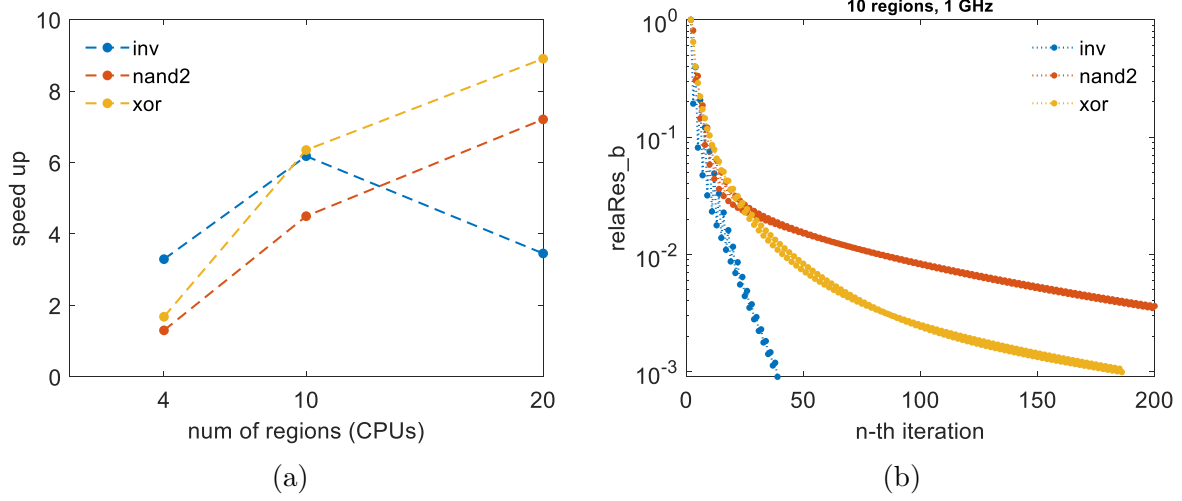 10
8
6
4
2
0
speed up
inv
nand2
xor
4
10
20
num of regions (CPUs)
(a)
10 regions, 1 GHz
10^0
10^-1
10^-2
10^-3
relaRes_b
inv
nand2
xor
0
50
100
150
200
n-th iteration
(b)